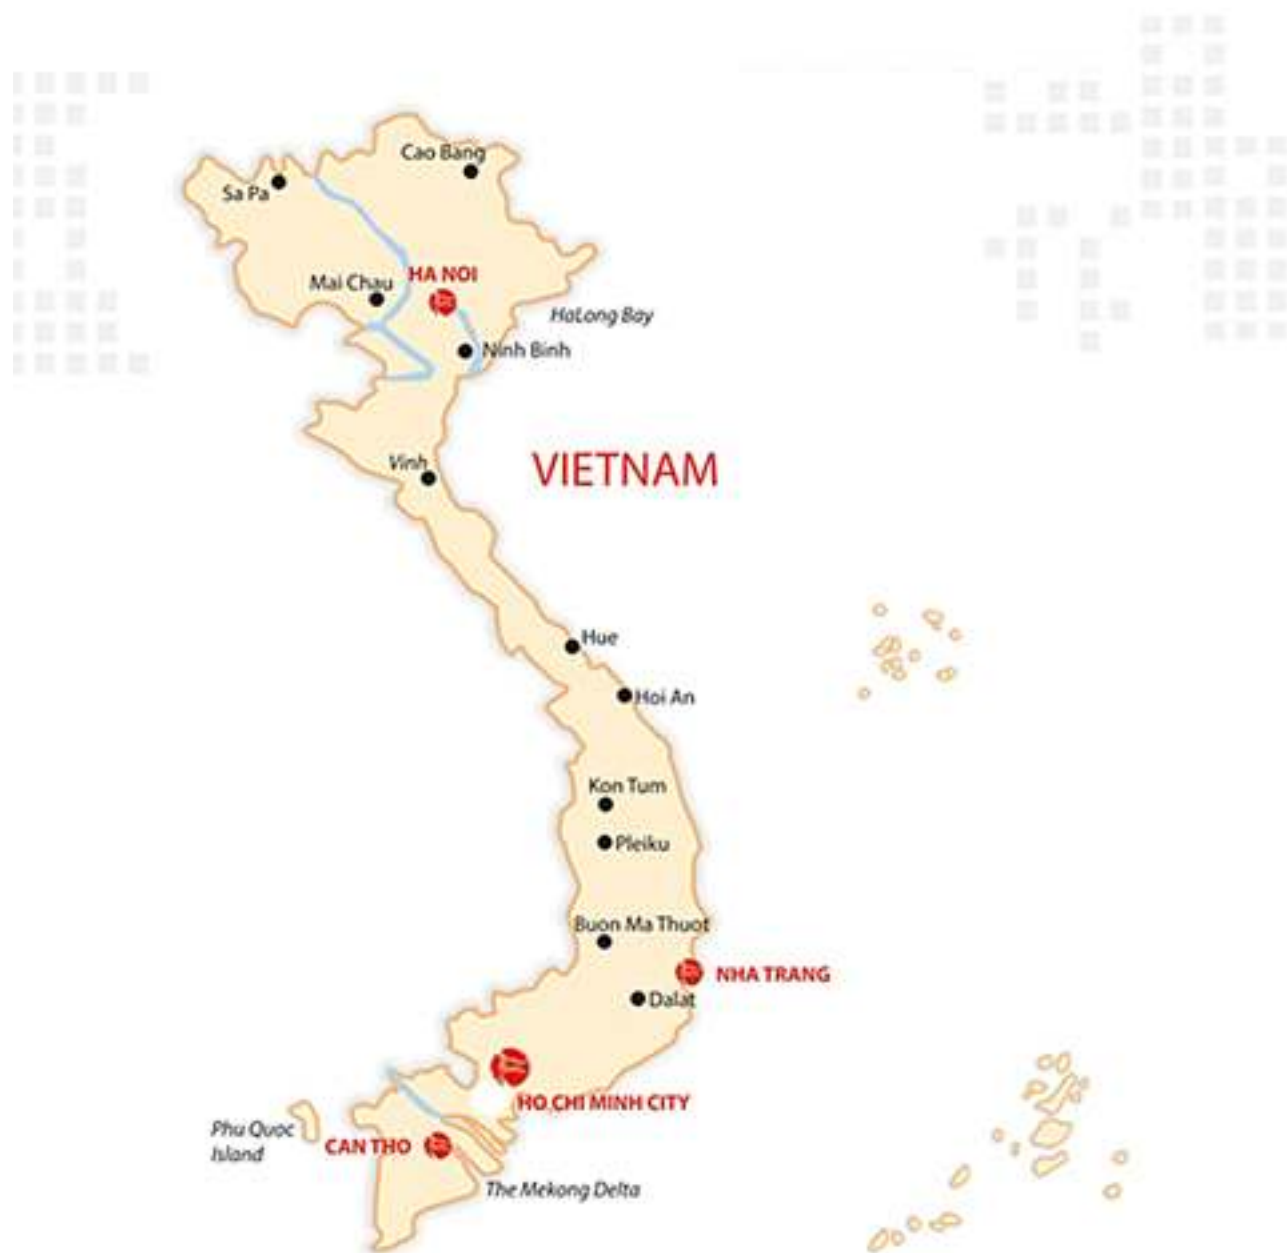 Cao Bang
Sa Pa
HA NOI
Mai Chau
HaLong Bay
Ninh Binh
VIETNAM
Vinh
Hue
Hoi An
Kon Tum
Pleiku
Buon Ma Thuot
NHA TRANG
Dalat
HO CHI MINH CITY
Phu Quoc
Island
CAN THO
The Mekong Delta